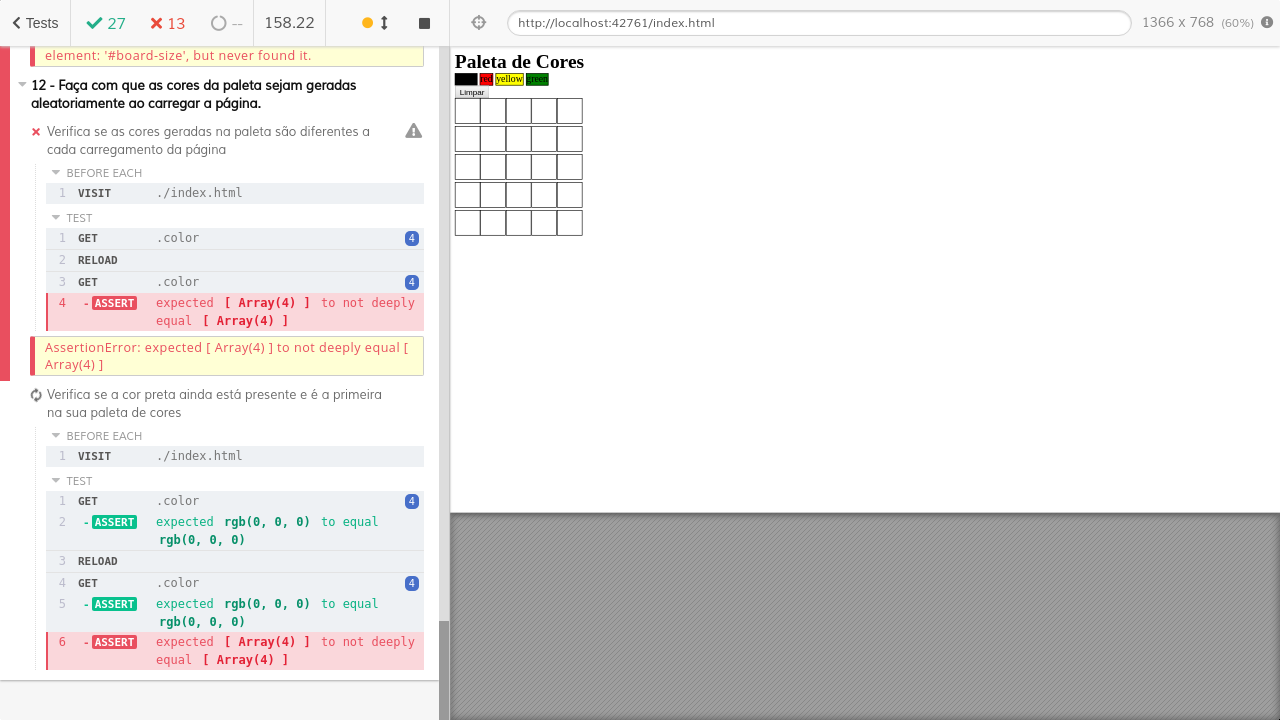 Tests
27
13
--
158.22
http://localhost:42761/index.html
1366 x 768 (60%)
element: '#board-size', but never found it.
12 - Faça com que as cores da paleta sejam geradas
aleatoriamente ao carregar a página.
Verifica se as cores geradas na paleta são diferentes a
cada carregamento da página
BEFORE EACH
1 VISIT ./index.html
TEST
1 GET .color 4
2 RELOAD
3 GET .color 4
4 -ASSERT expected [ Array(4) ] to not deeply
equal [ Array(4) ]
AssertionError: expected [ Array(4) ] to not deeply equal [
Array(4) ]
Verifica se a cor preta ainda está presente e é a primeira
na sua paleta de cores
BEFORE EACH
1 VISIT ./index.html
TEST
1 GET .color 4
2 -ASSERT expected rgb(0, 0, 0) to equal
rgb(0, 0, 0)
3 RELOAD
4 GET .color 4
5 -ASSERT expected rgb(0, 0, 0) to equal
rgb(0, 0, 0)
6 -ASSERT expected [ Array(4) ] to not deeply
equal [ Array(4) ]
Paleta de Cores
red yellow green
Limpar